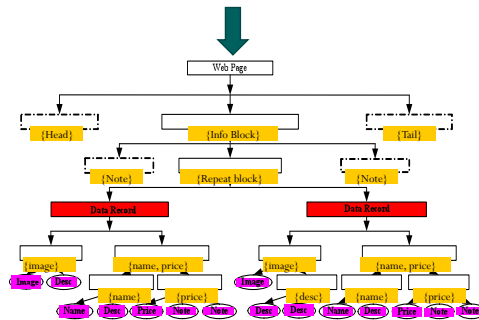 Web Page
{Head} {Info Block} {Tail}
{Note} {Repeat block} {Note}
Data Record Data Record
{image} {name, price} {image} {name, price}
Image Desc Image
{name} {price} {desc} {name} {price}
Name Desc Price Note Note Desc Desc Name Desc Price Note Note